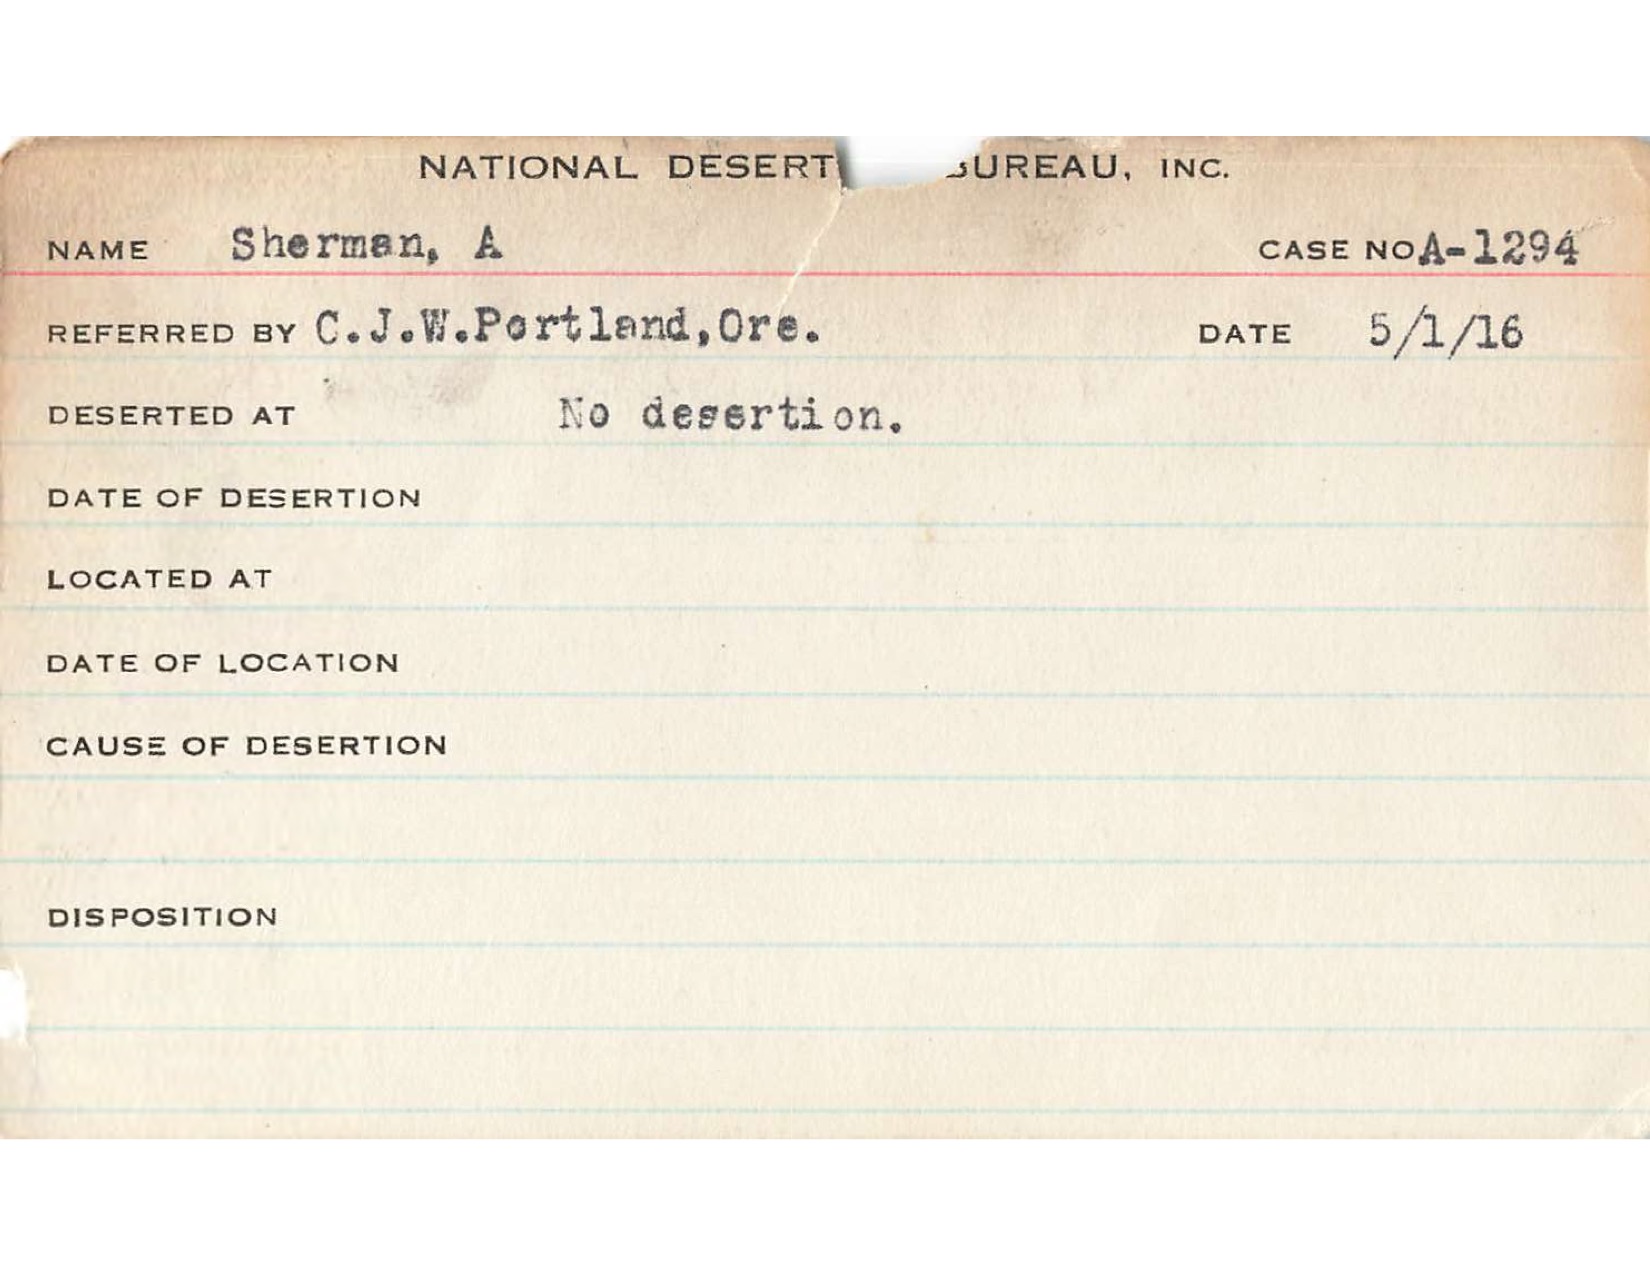 NATIONAL DESERT BUREAU, INC.
NAME Sherman, A CASE NO A-1294
REFERRED BY C.J.W.Portland,Ore. DATE 5/1/16
DESERTED AT No desertion.
DATE OF DESERTION
LOCATED AT
DATE OF LOCATION
CAUSE OF DESERTION
DISPOSITION